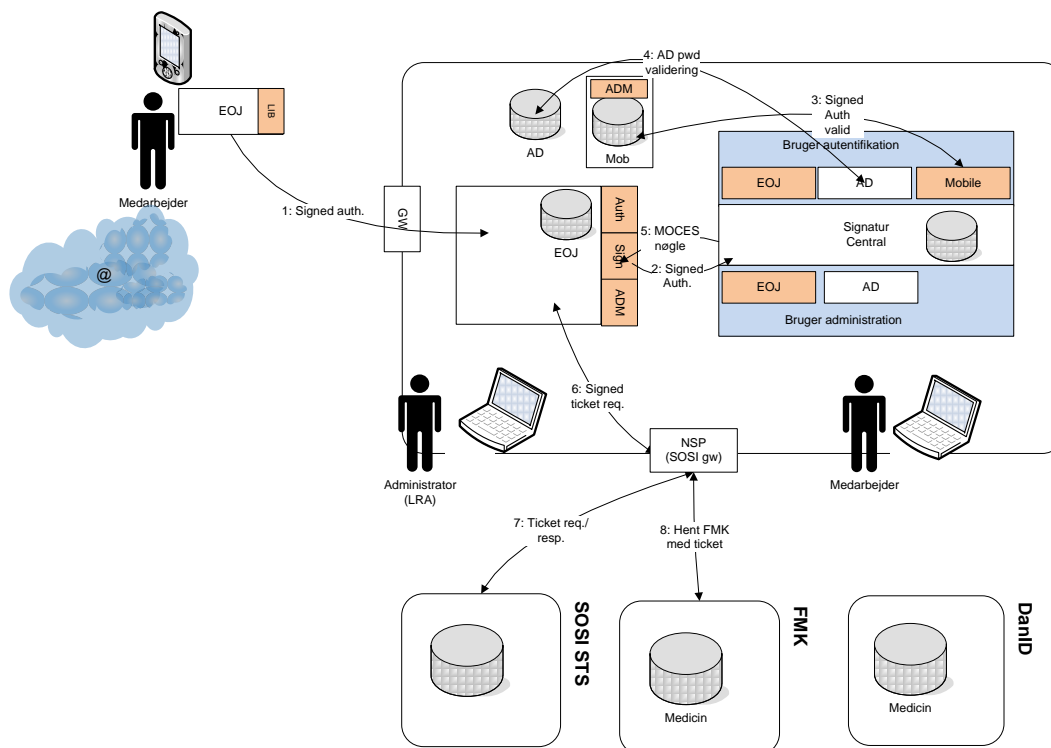 4: AD pwd
validering
ADM
3: Signed
Auth
valid
EOJ
LIB
AD
Mob
Bruger autentifikation
EOJ
AD
Mobile
Medarbejder
1: Signed auth.
GW
Auth
5: MOCES
nøgle
Signatur
Central
EOJ
Sign
2: Signed
Auth.
@
ADM
EOJ
AD
Bruger administration
6: Signed
ticket req.
NSP
(SOSI gw)
Administrator
(LRA)
Medarbejder
7: Ticket req./
resp.
8: Hent FMK
med ticket
SOSI STS
FMK
DanID
Medicin
Medicin